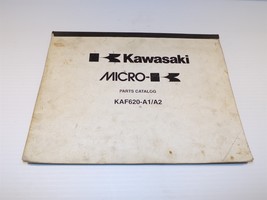 Kawasaki
MICRO-K
PARTS CATALOG
KAF620-A1/A2